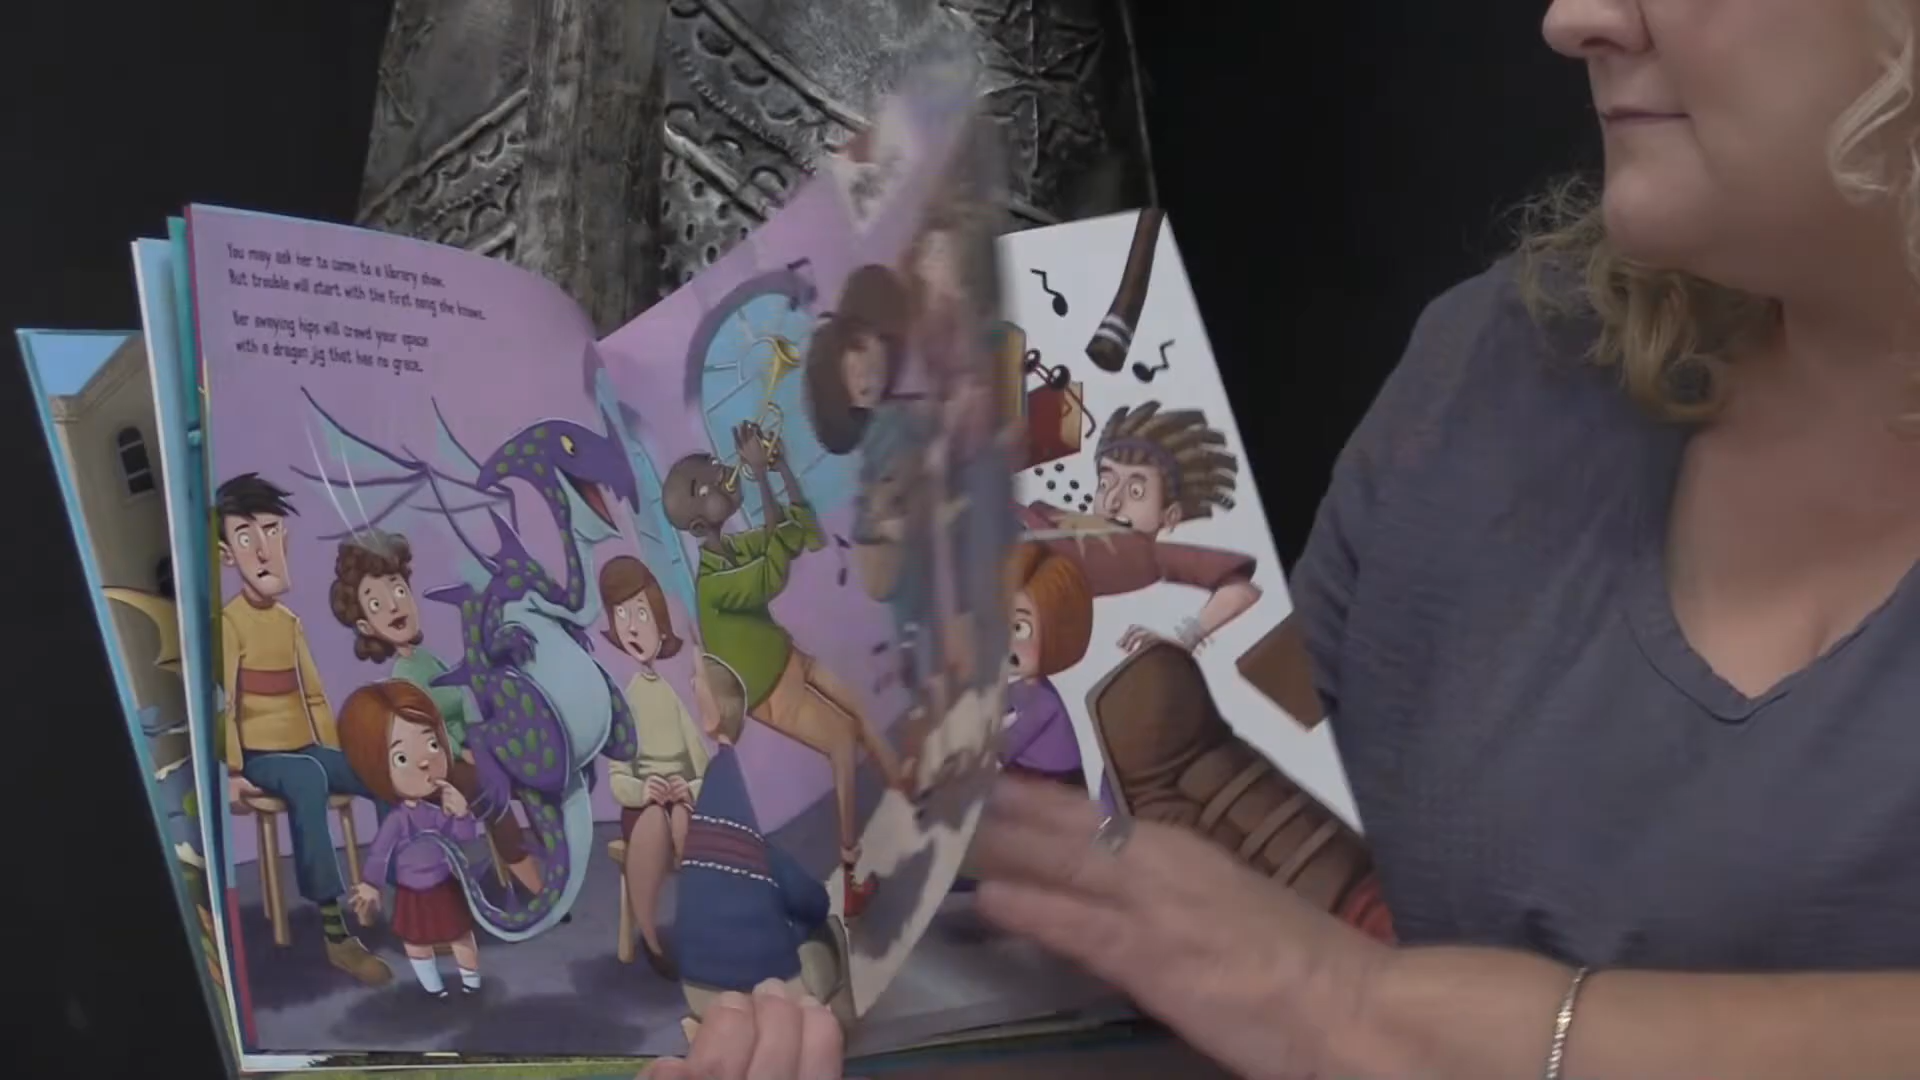 You may ask her to come to a library show.
But trouble will start with the first song she knows.
Her swaying hips will crowd your space
with a dragon jig that has no grace.